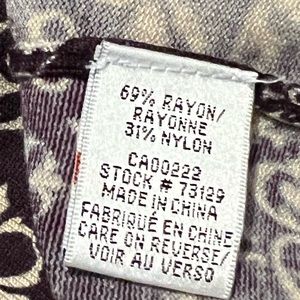 69% RAYON/
RAYONNE
31% NYLON
CA00222
STOCK # 73199
MADE IN CHINA
FABRIQUÉ EN CHINE
CARE ON REVERSE/
VOIR AU VERSO